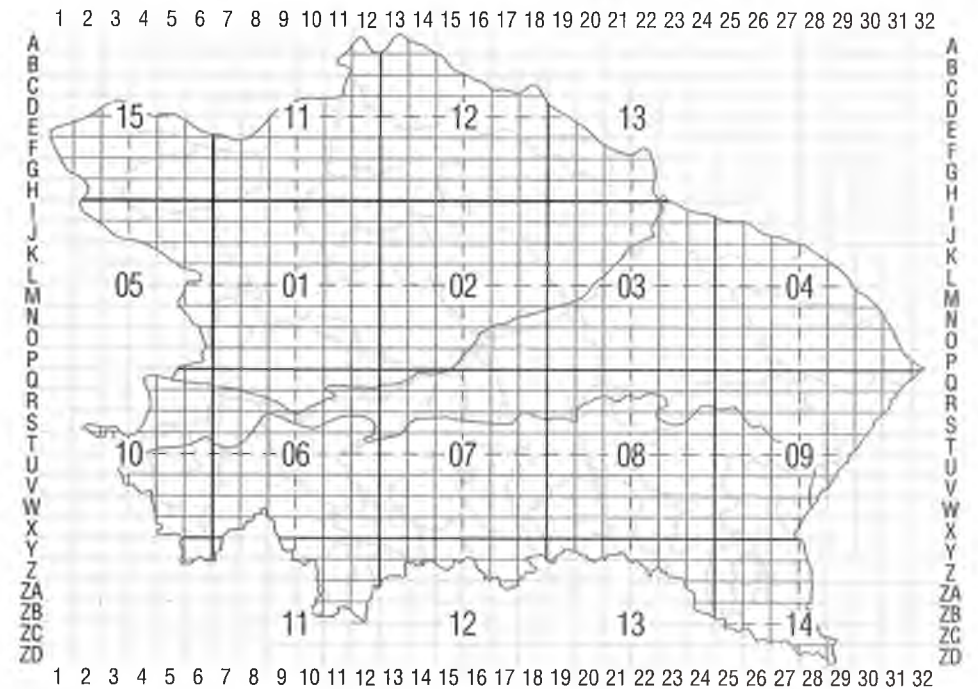 1 2 3 4 5 6 7 8 9 10 11 12 13 14 15 16 17 18 19 20 21 22 23 24 25 26 27 28 29 30 31 32
A A
B B
C C
D 15 11 12 13 D
E E
F F
G G
H H
I I
J J
K K
L 05 01 02 03 04 L
M M
N N
O O
P P
Q Q
R R
S S
T 10 06 07 08 09 T
U U
V V
W W
X X
Y Y
Z Z
ZA ZA
ZB 11 12 13 14 ZB
ZC ZC
ZD ZD
1 2 3 4 5 6 7 8 9 10 11 12 13 14 15 16 17 18 19 20 21 22 23 24 25 26 27 28 29 30 31 32